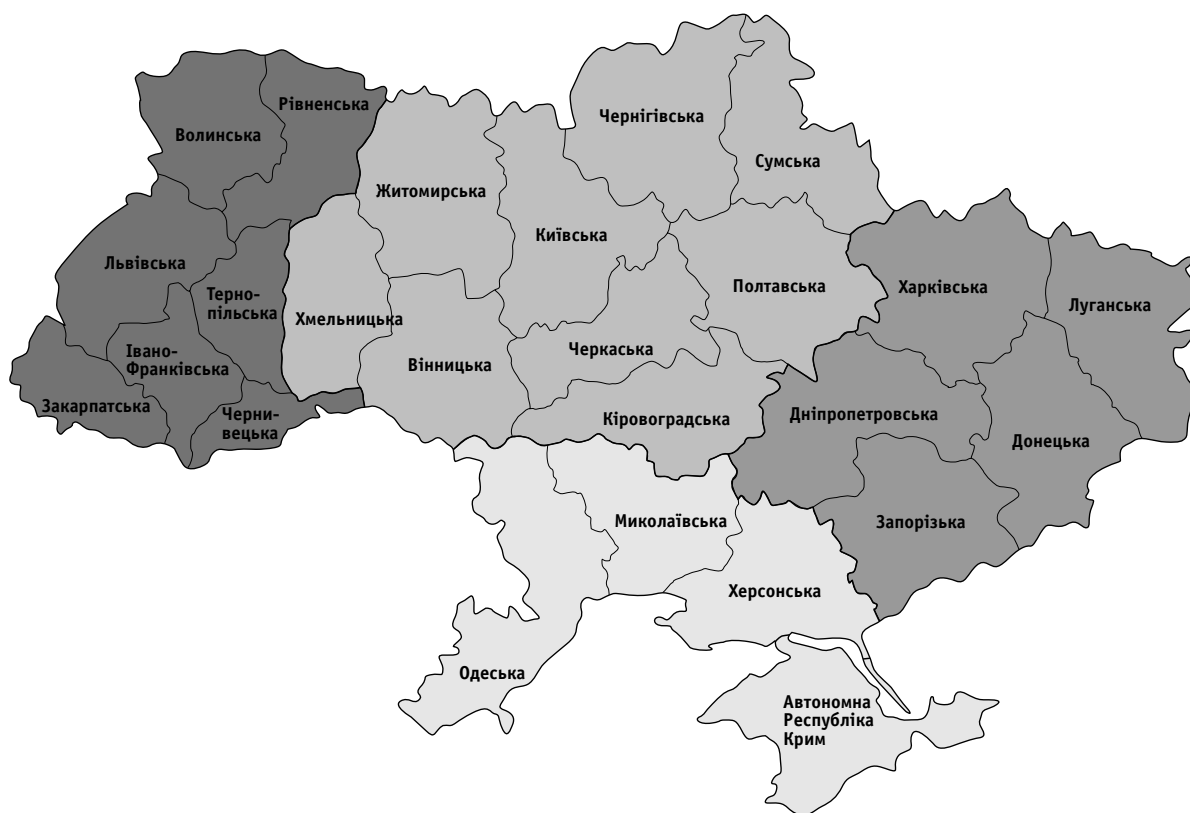 Волинська
Рівненська
Житомирська
Чернігівська
Сумська
Київська
Львівська
Терно-
пільська
Хмельницька
Івано-
Франківська
Закарпатська
Черни-
вецька
Вінницька
Черкаська
Кіровоградська
Полтавська
Харківська
Луганська
Дніпропетровська
Донецька
Запорізька
Миколаївська
Херсонська
Одеська
Автономна
Республіка
Крим